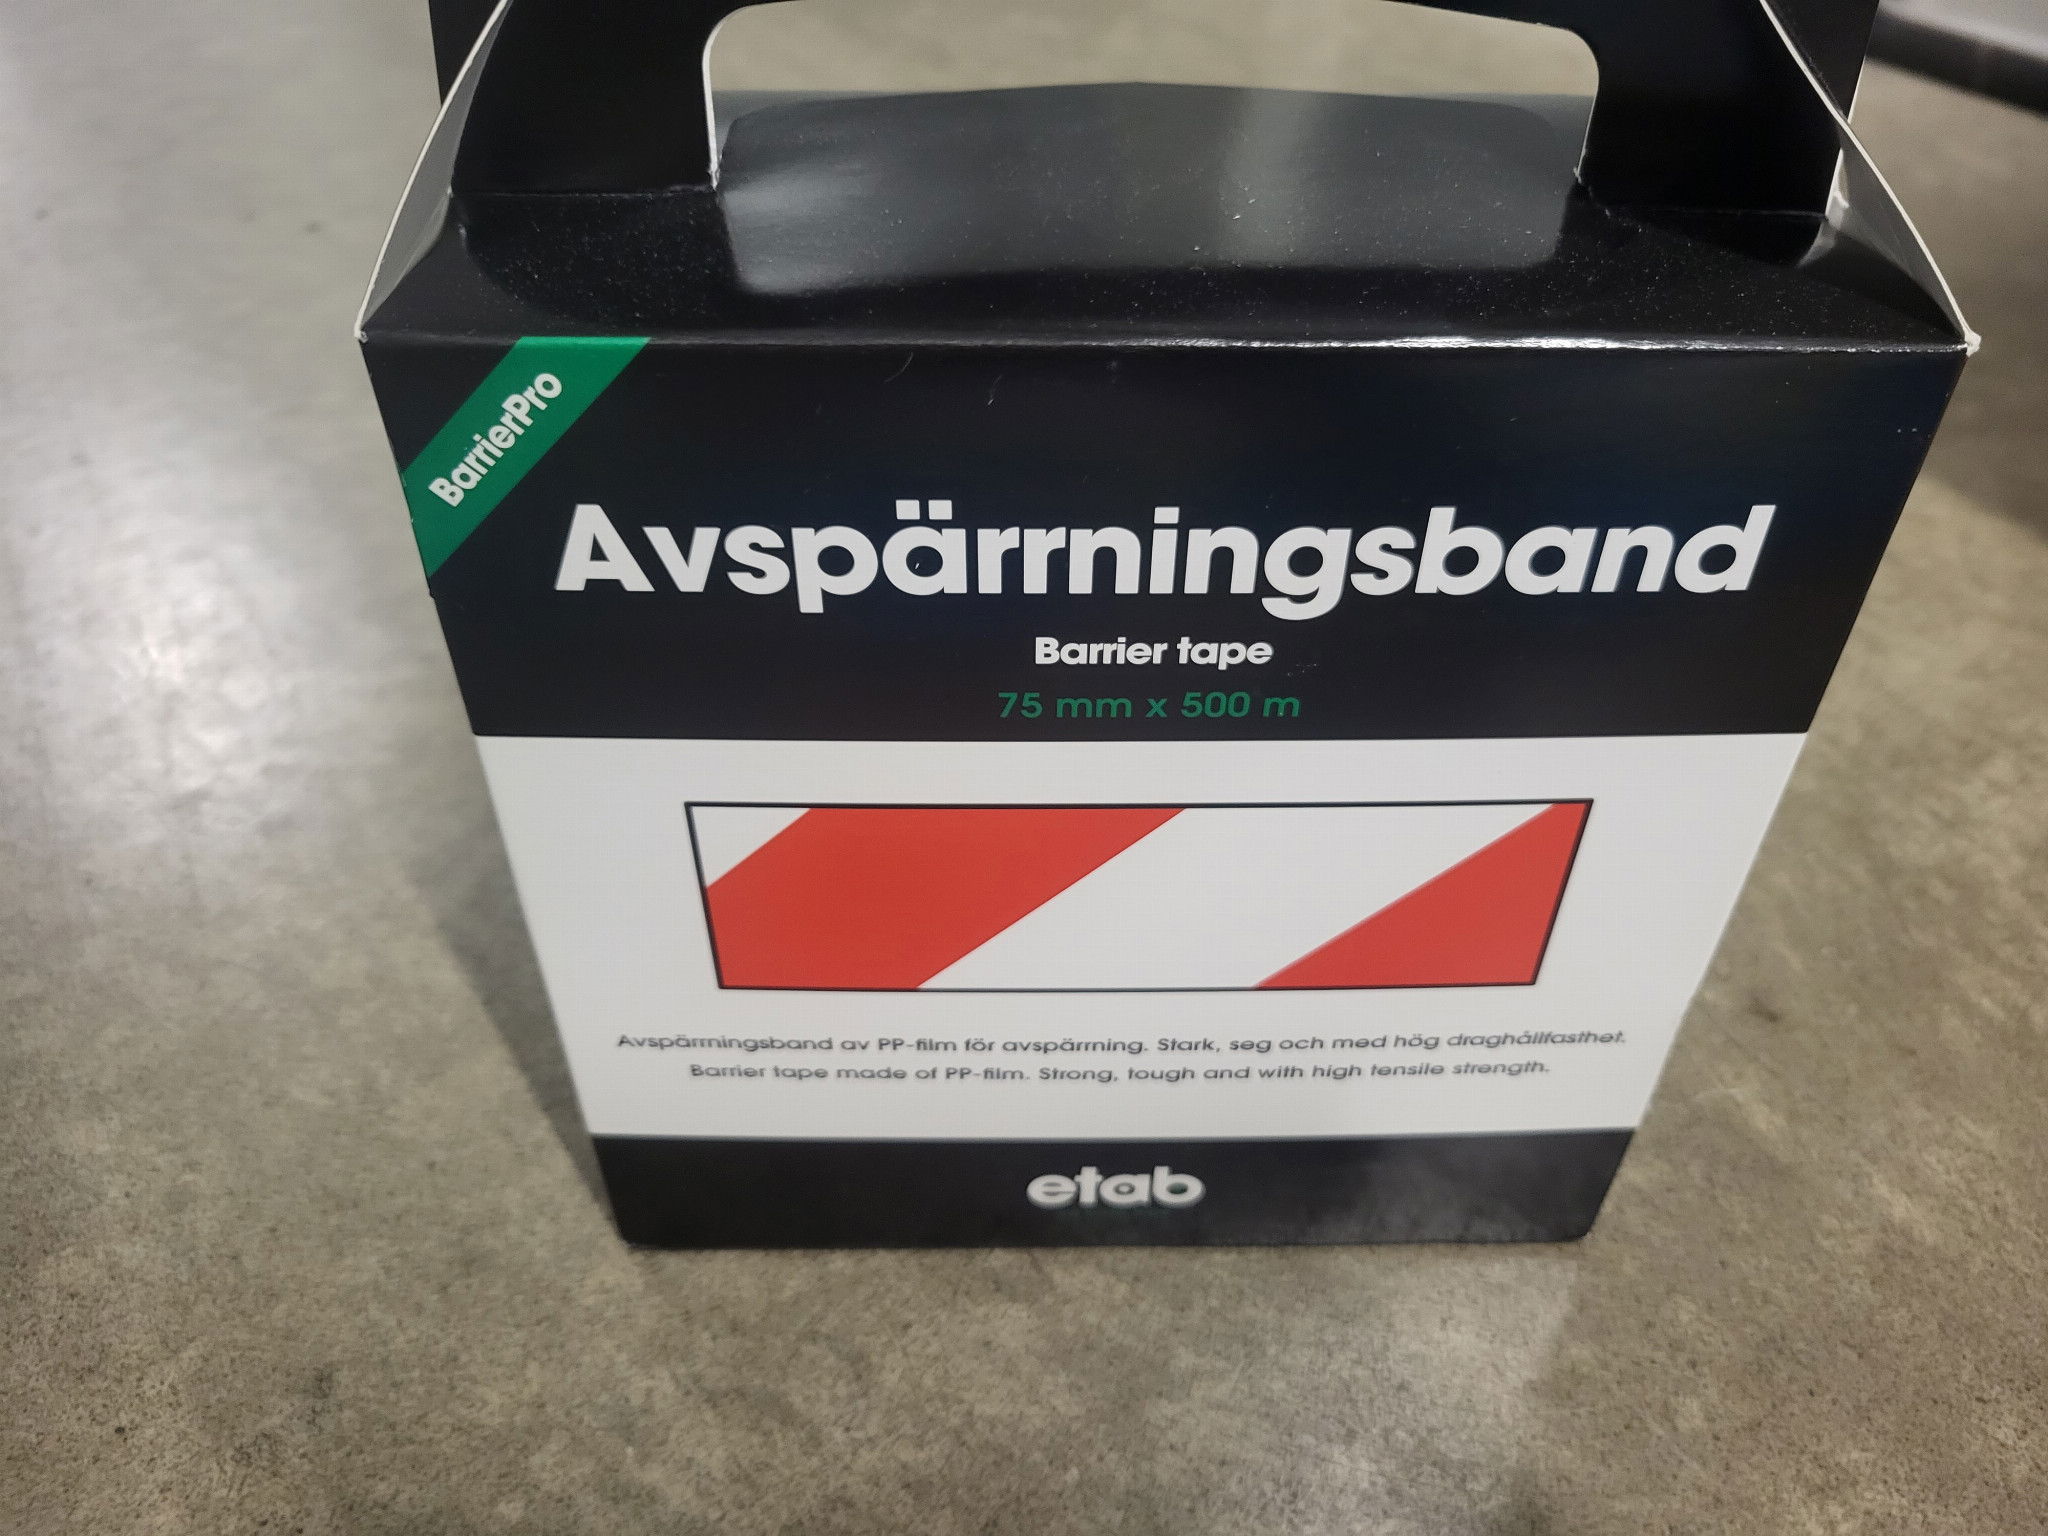 BarrierPro
Avspärrningsband
Barrier tape
75 mm x 500 m
Avspärrningsband av PP-film för avspärrning. Stark, seg och med hög draghållfasthet.
Barrier tape made of PP-film. Strong, tough and with high tensile strength.
etab